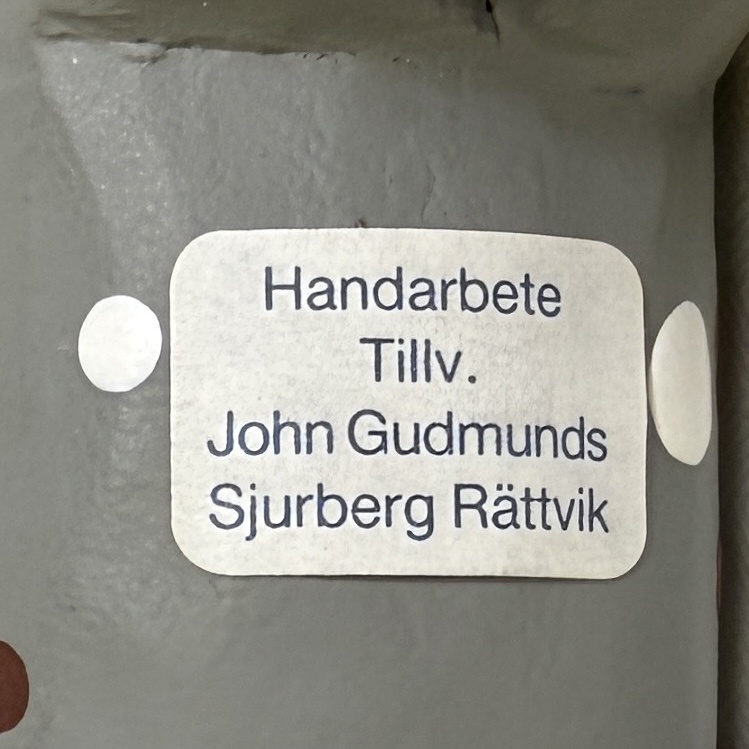 Handarbete
Tillv.
John Gudmunds
Sjurberg Rättvik